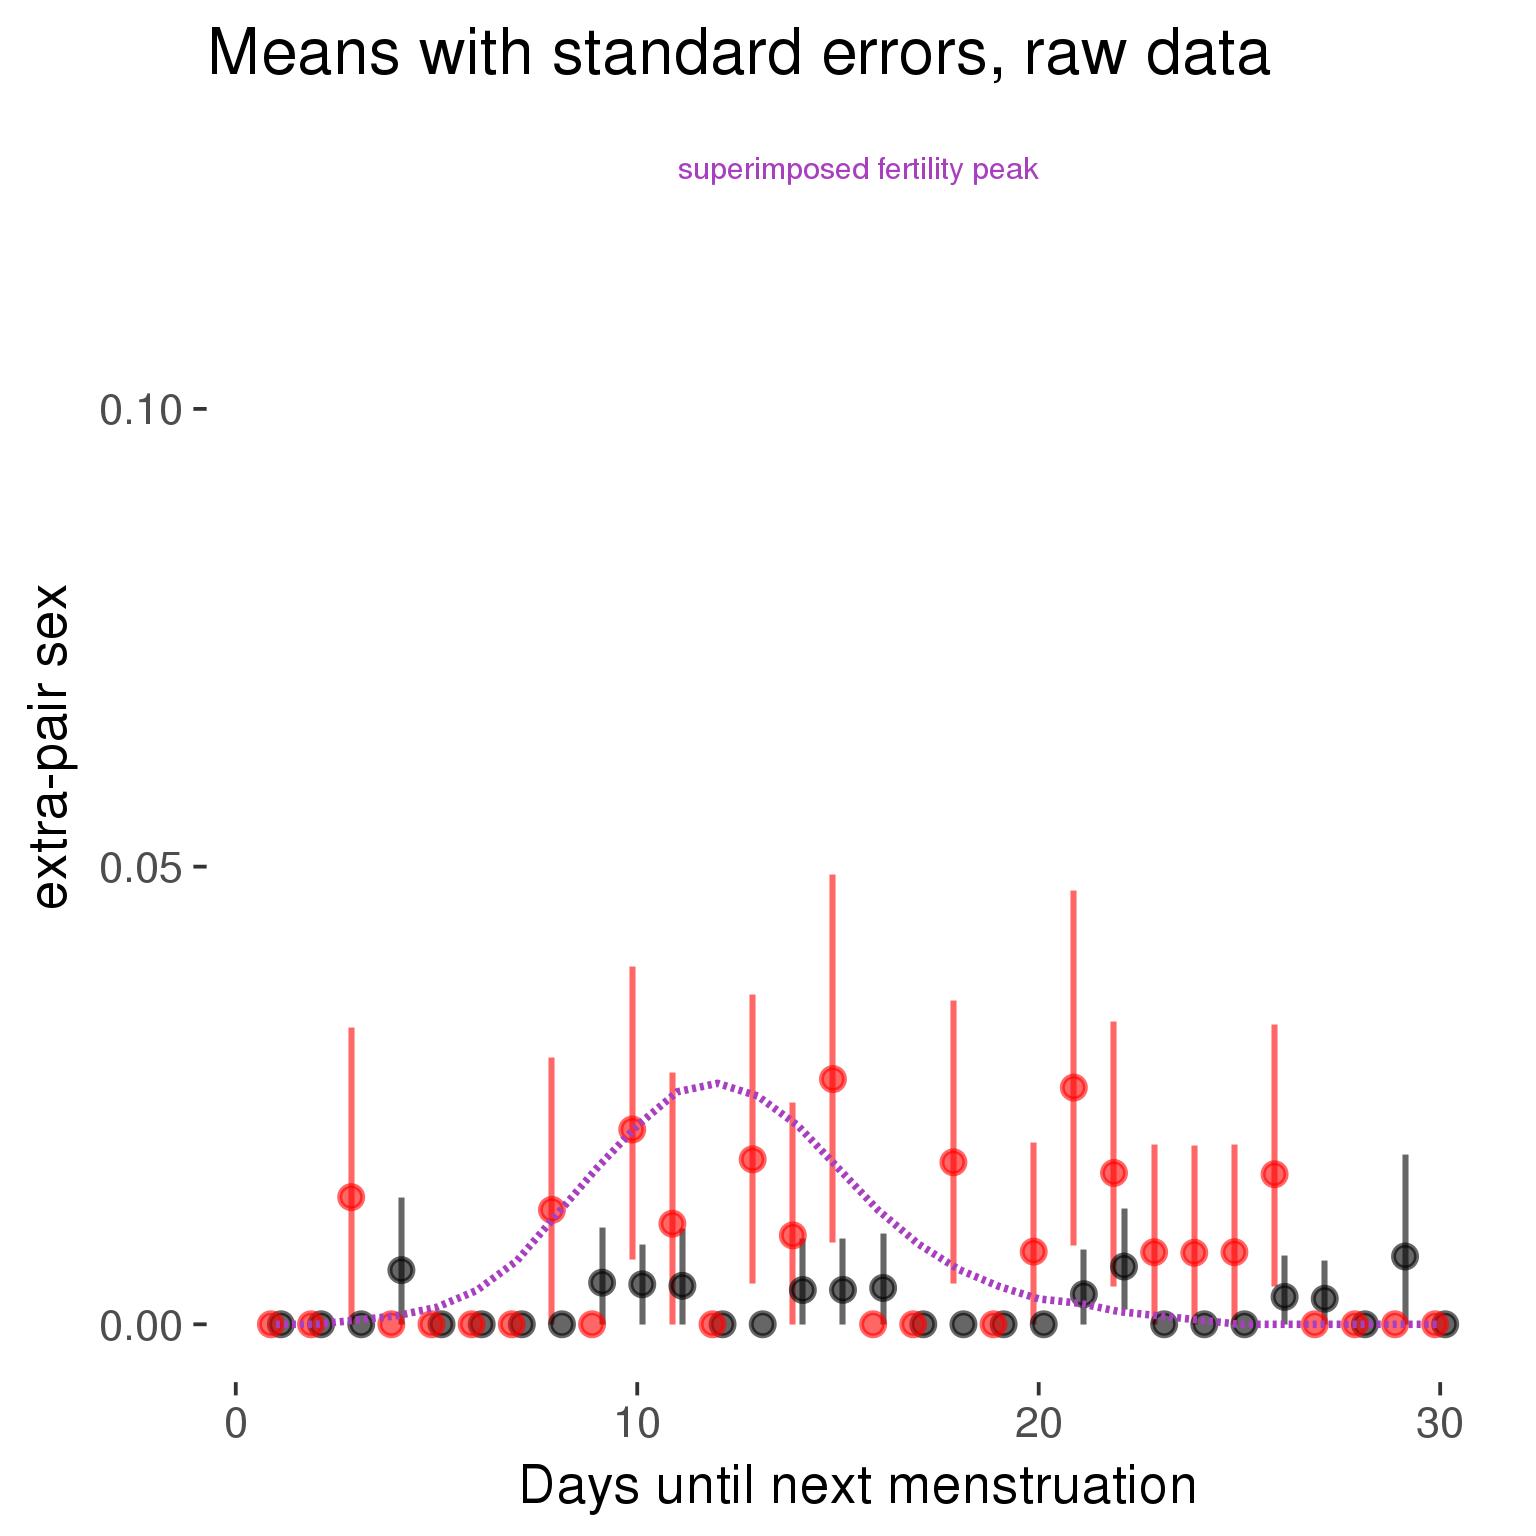 Means with standard errors, raw data
superimposed fertility peak
extra-pair sex
0.10
0.05
0.00
0
10
20
30
Days until next menstruation